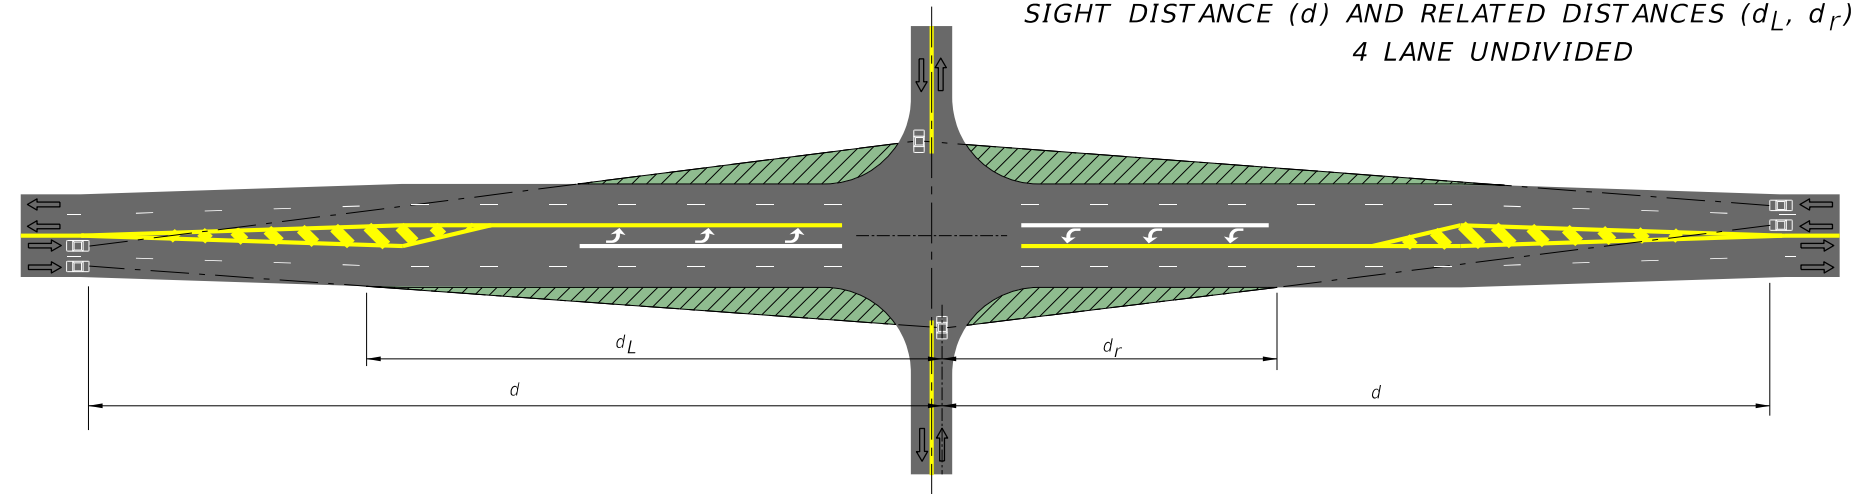 SIGHT DISTANCE (d) AND RELATED DISTANCES (dL, dr)
4 LANE UNDIVIDED
dL
dr
d
d